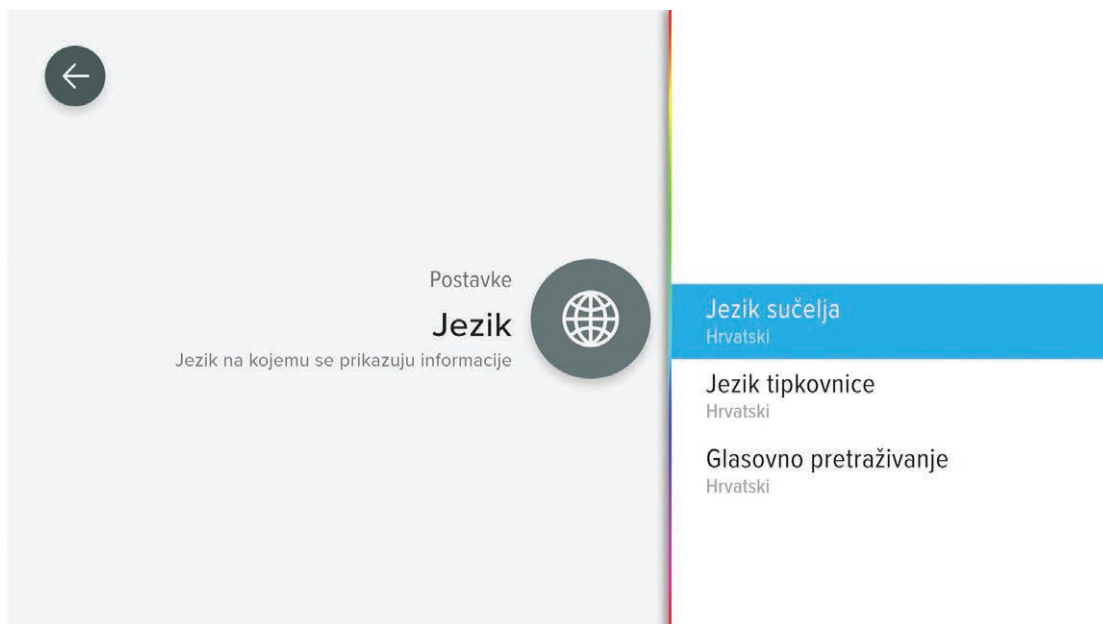 Postavke
Jezik
Jezik na kojemu se prikazuju informacije
Jezik sučelja
Hrvatski
Jezik tipkovnice
Hrvatski
Glasovno pretraživanje
Hrvatski